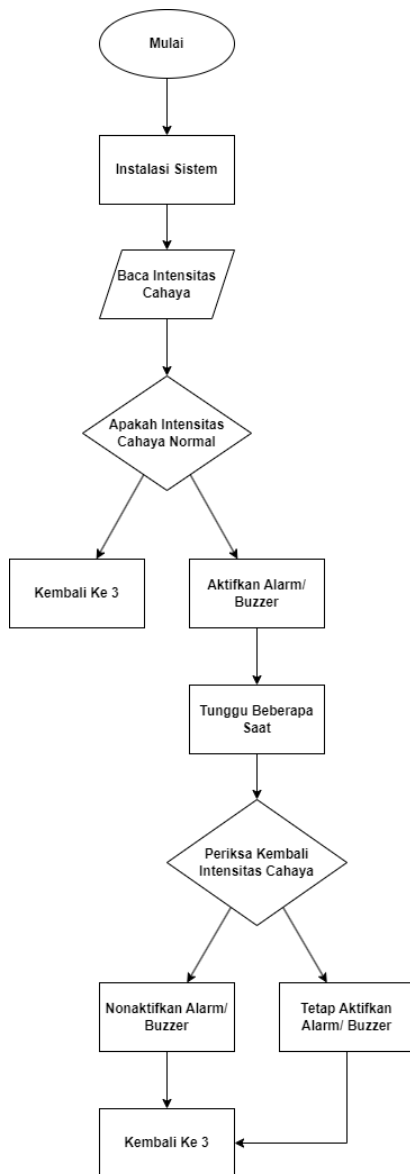 Mulai
Instalasi Sistem
Baca Intensitas
Cahaya
Apakah Intensitas
Cahaya Normal
Kembali Ke 3
Aktifkan Alarm/
Buzzer
Tunggu Beberapa
Saat
Periksa Kembali
Intensitas Cahaya
Nonaktifkan Alarm/
Buzzer
Tetap Aktifkan
Alarm/ Buzzer
Kembali Ke 3